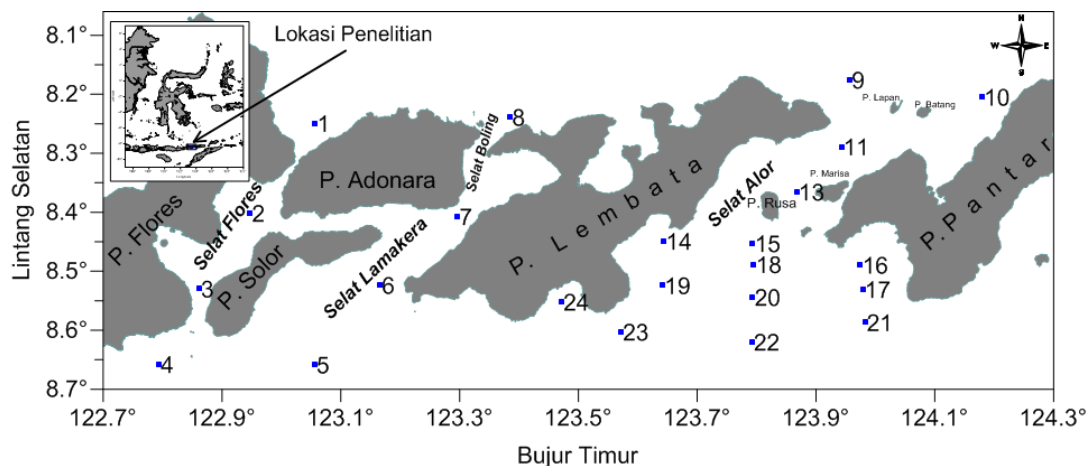 Lokasi Penelitian
N
W E
S
Lintang Selatan
8.1°
8.2°
8.3°
8.4°
8.5°
8.6°
8.7°
9
P. Lapan
P. Batang
10
1
8
Selat Boling
11
P. Adonara
P. Marisa
13
P. Flores
Selat Flores
2
7
P. Lembata
Selat Alor
P. Rusa
P. Pantar
P. Solor
Selat Lamakera
14
15
18
16
3
6
19
17
24
20
21
23
22
4
5
122.7°
122.9°
123.1°
123.3°
123.5°
123.7°
123.9°
124.1°
124.3°
Bujur Timur